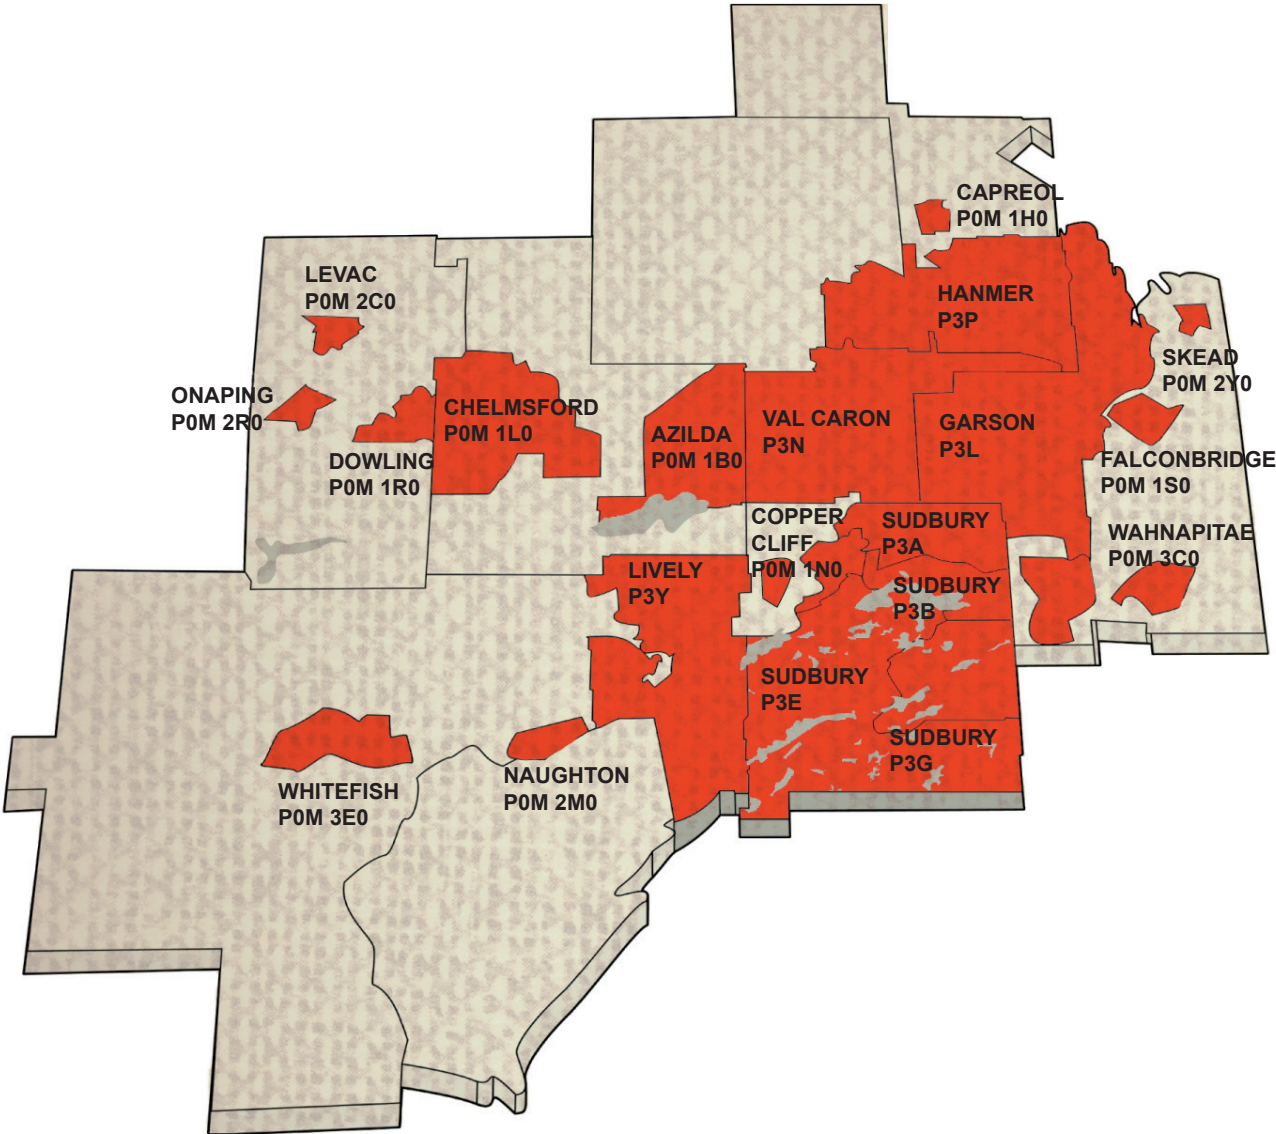 CAPREOL
P0M 1H0
LEVAC
P0M 2C0
HANMER
P3P
SKEAD
P0M 2Y0
ONAPING
P0M 2R0
CHELMSFORD
P0M 1L0
AZILDA
P0M 1B0
VAL CARON
P3N
GARSON
P3L
DOWLING
P0M 1R0
FALCONBRIDGE
P0M 1S0
COPPER
CLIFF
P0M 1N0
SUDBURY
P3A
WAHNAPITAE
P0M 3C0
LIVELY
P3Y
SUDBURY
P3B
SUDBURY
P3E
SUDBURY
P3G
WHITEFISH
P0M 3E0
NAUGHTON
P0M 2M0